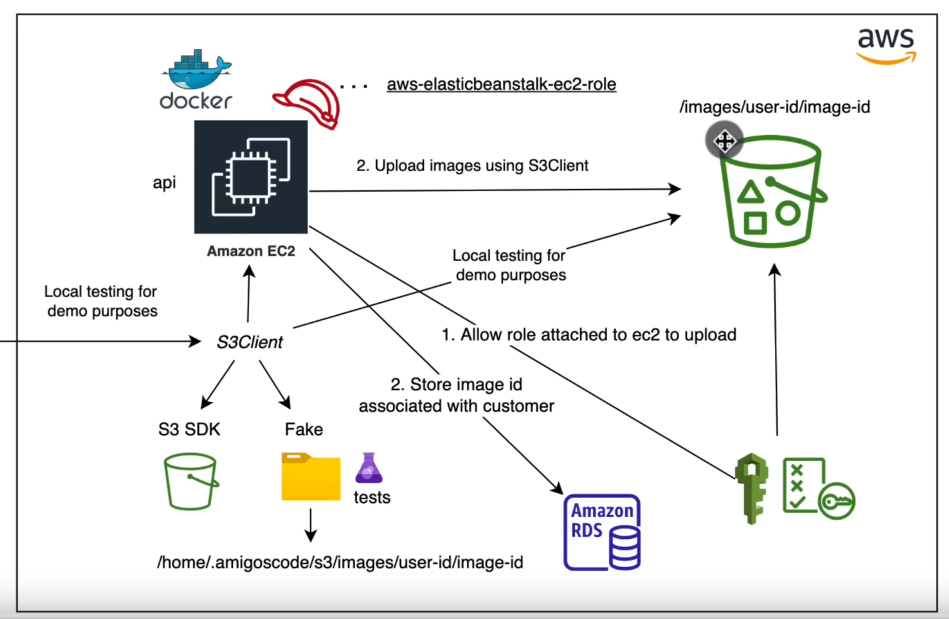 aws
docker
...
aws-elasticbeanstalk-ec2-role
/images/user-id/image-id
api
2. Upload images using S3Client
Amazon EC2
Local testing for
demo purposes
Local testing for
demo purposes
S3Client
1. Allow role attached to ec2 to upload
2. Store image id
associated with customer
S3 SDK
Fake
tests
Amazon
RDS
/home/.amigoscode/s3/images/user-id/image-id